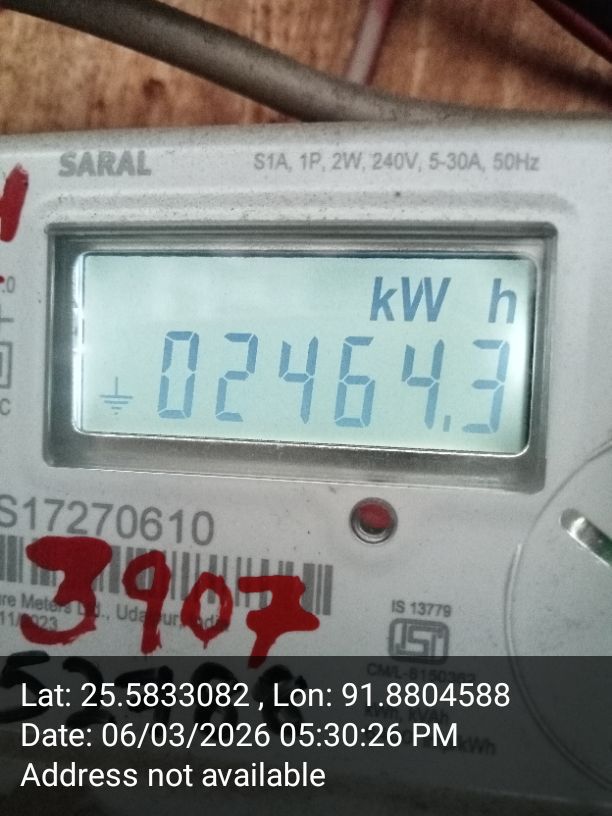 SARAL S1A, 1P, 2W, 240V, 5-30A, 50Hz
kW h
02464.3
S17270610
3907
IS 13779
ISI
Lat: 25.5833082 , Lon: 91.8804588
Date: 06/03/2026 05:30:26 PM
Address not available